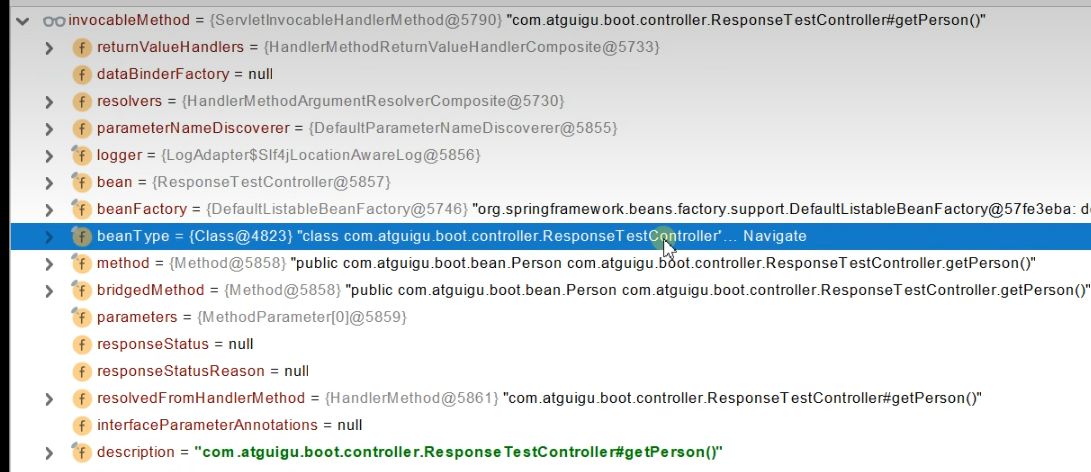 invocableMethod = {ServletInvocableHandlerMethod@5790} "com.atguigu.boot.controller.ResponseTestController#getPerson()"
f returnValueHandlers = {HandlerMethodReturnValueHandlerComposite@5733}
f dataBinderFactory = null
f resolvers = {HandlerMethodArgumentResolverComposite@5730}
f parameterNameDiscoverer = {DefaultParameterNameDiscoverer@5855}
f logger = {LogAdapter$Slf4jLocationAwareLog@5856}
f bean = {ResponseTestController@5857}
f beanFactory = {DefaultListableBeanFactory@5746} "org.springframework.beans.factory.support.DefaultListableBeanFactory@57fe3eba: d
f beanType = {Class@4823} "class com.atguigu.boot.controller.ResponseTestController"... Navigate
f method = {Method@5858} "public com.atguigu.boot.bean.Person com.atguigu.boot.controller.ResponseTestController.getPerson()"
f bridgedMethod = {Method@5858} "public com.atguigu.boot.bean.Person com.atguigu.boot.controller.ResponseTestController.getPerson()"
f parameters = {MethodParameter[0]@5859}
f responseStatus = null
f responseStatusReason = null
f resolvedFromHandlerMethod = {HandlerMethod@5861} "com.atguigu.boot.controller.ResponseTestController#getPerson()"
f interfaceParameterAnnotations = null
f description = "com.atguigu.boot.controller.ResponseTestController#getPerson()"